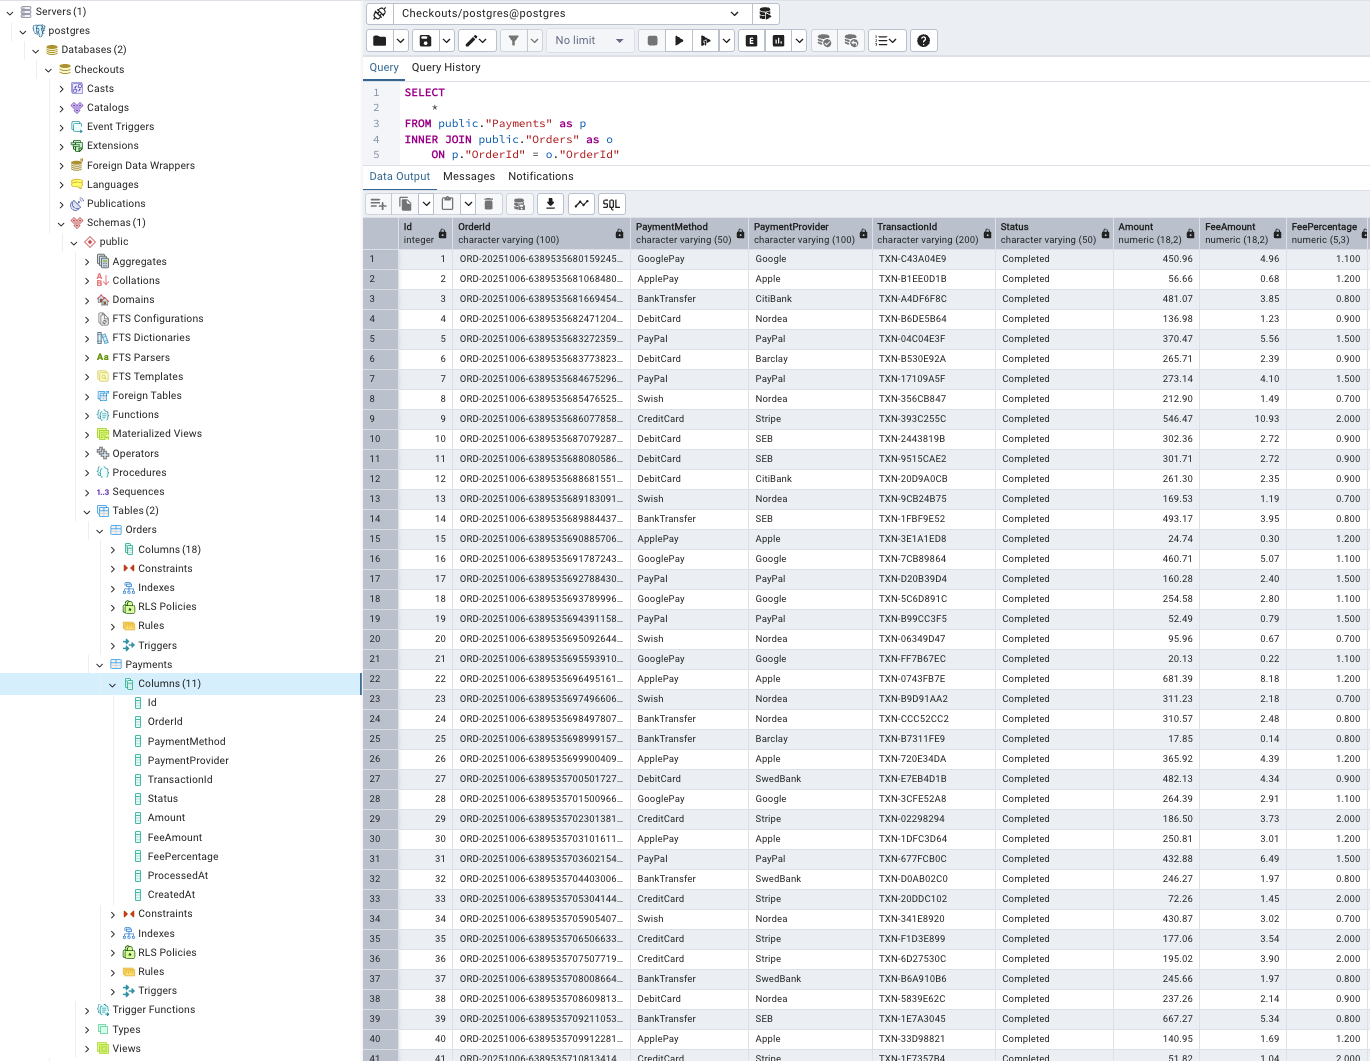 Servers (1)
postgres
Databases (2)
Checkouts
Casts
Catalogs
Event Triggers
Extensions
Foreign Data Wrappers
Languages
Publications
Schemas (1)
public
Aggregates
Collations
Domains
FTS Configurations
FTS Dictionaries
Aa FTS Parsers
FTS Templates
Foreign Tables
Functions
Materialized Views
Operators
Procedures
1..3 Sequences
Tables (2)
Orders
Columns (18)
Constraints
Indexes
RLS Policies
Rules
Triggers
Payments
Columns (11)
Id
OrderId
PaymentMethod
PaymentProvider
TransactionId
Status
Amount
FeeAmount
FeePercentage
ProcessedAt
CreatedAt
Constraints
Indexes
RLS Policies
Rules
Triggers
Trigger Functions
Types
Views
Checkouts/postgres@postgres
No limit
E
Query Query History
1 SELECT
2 *
3 FROM public."Payments" as p
4 INNER JOIN public."Orders" as o
5 ON p."OrderId" = o."OrderId"
Data Output Messages Notifications
SQL
Id OrderId PaymentMethod PaymentProvider TransactionId Status Amount FeeAmount FeePercentage
integer character varying (100) character varying (50) character varying (100) character varying (200) character varying (50) numeric (18,2) numeric (18,2) numeric (5,3)
1 1 ORD-20251006-6389535680159245... GooglePay Google TXN-C43A04E9 Completed 450.96 4.96 1.100
2 2 ORD-20251006-6389535681068480... ApplePay Apple TXN-B1EE0D1B Completed 56.66 0.68 1.200
3 3 ORD-20251006-6389535681669454... BankTransfer CitiBank TXN-A4DF6F8C Completed 481.07 3.85 0.800
4 4 ORD-20251006-6389535682471204... DebitCard Nordea TXN-B6DE5B64 Completed 136.98 1.23 0.900
5 5 ORD-20251006-6389535683272359... PayPal PayPal TXN-04C04E3F Completed 370.47 5.56 1.500
6 6 ORD-20251006-6389535683773823... DebitCard Barclay TXN-B530E92A Completed 265.71 2.39 0.900
7 7 ORD-20251006-6389535684675296... PayPal PayPal TXN-17109A5F Completed 273.14 4.10 1.500
8 8 ORD-20251006-6389535685476525... Swish Nordea TXN-356CB847 Completed 212.90 1.49 0.700
9 9 ORD-20251006-6389535686077858... CreditCard Stripe TXN-393C255C Completed 546.47 10.93 2.000
10 10 ORD-20251006-6389535687079287... DebitCard SEB TXN-2443819B Completed 302.36 2.72 0.900
11 11 ORD-20251006-6389535688080586... DebitCard SEB TXN-9515CAE2 Completed 301.71 2.72 0.900
12 12 ORD-20251006-6389535688681551... DebitCard CitiBank TXN-20D9A0CB Completed 261.30 2.35 0.900
13 13 ORD-20251006-6389535689183091... Swish Nordea TXN-9CB24B75 Completed 169.53 1.19 0.700
14 14 ORD-20251006-6389535689884437... BankTransfer SEB TXN-1FBF9E52 Completed 493.17 3.95 0.800
15 15 ORD-20251006-6389535690885706... ApplePay Apple TXN-3E1A1ED8 Completed 24.74 0.30 1.200
16 16 ORD-20251006-6389535691787243... GooglePay Google TXN-7CB89864 Completed 460.71 5.07 1.100
17 17 ORD-20251006-6389535692788430... PayPal PayPal TXN-D20B39D4 Completed 160.28 2.40 1.500
18 18 ORD-20251006-6389535693789996... GooglePay Google TXN-5C6D891C Completed 254.58 2.80 1.100
19 19 ORD-20251006-6389535694391158... PayPal PayPal TXN-B99CC3F5 Completed 52.49 0.79 1.500
20 20 ORD-20251006-6389535695092644... Swish Nordea TXN-06349D47 Completed 95.96 0.67 0.700
21 21 ORD-20251006-6389535695593910... GooglePay Google TXN-FF7B67EC Completed 20.13 0.22 1.100
22 22 ORD-20251006-6389535696495161... ApplePay Apple TXN-0743FB7E Completed 681.39 8.18 1.200
23 23 ORD-20251006-6389535697496606... Swish Nordea TXN-B9D91AA2 Completed 311.23 2.18 0.700
24 24 ORD-20251006-6389535698497807... BankTransfer Nordea TXN-CCC52CC2 Completed 310.57 2.48 0.800
25 25 ORD-20251006-6389535698999157... BankTransfer Barclay TXN-B7311FE9 Completed 17.85 0.14 0.800
26 26 ORD-20251006-6389535699900409... ApplePay Apple TXN-720E34DA Completed 365.92 4.39 1.200
27 27 ORD-20251006-6389535700501727... DebitCard SwedBank TXN-E7EB4D1B Completed 482.13 4.34 0.900
28 28 ORD-20251006-6389535701500966... GooglePay Google TXN-3CFE52A8 Completed 264.39 2.91 1.100
29 29 ORD-20251006-6389535702301381... CreditCard Stripe TXN-02298294 Completed 186.50 3.73 2.000
30 30 ORD-20251006-6389535703101611... ApplePay Apple TXN-1DFC3D64 Completed 250.81 3.01 1.200
31 31 ORD-20251006-6389535703602154... PayPal PayPal TXN-677FCB0C Completed 432.88 6.49 1.500
32 32 ORD-20251006-6389535704403006... BankTransfer SwedBank TXN-D0AB02C0 Completed 246.27 1.97 0.800
33 33 ORD-20251006-6389535705304144... CreditCard Stripe TXN-20DDC102 Completed 72.26 1.45 2.000
34 34 ORD-20251006-6389535705905407... Swish Nordea TXN-341E8920 Completed 430.87 3.02 0.700
35 35 ORD-20251006-6389535706506633... CreditCard Stripe TXN-F1D3E899 Completed 177.06 3.54 2.000
36 36 ORD-20251006-6389535707507719... CreditCard Stripe TXN-6D27530C Completed 195.02 3.90 2.000
37 37 ORD-20251006-6389535708008664... BankTransfer SwedBank TXN-B6A910B6 Completed 245.66 1.97 0.800
38 38 ORD-20251006-6389535708609813... DebitCard Nordea TXN-5839E62C Completed 237.26 2.14 0.900
39 39 ORD-20251006-6389535709211053... BankTransfer SEB TXN-1E7A3045 Completed 667.27 5.34 0.800
40 40 ORD-20251006-6389535709912281... ApplePay Apple TXN-33D98821 Completed 140.95 1.69 1.200
41 41 ORD-20251006-6389535710813414... CreditCard Stripe TXN-1F7357B4 Completed 51.82 1.04 2.000